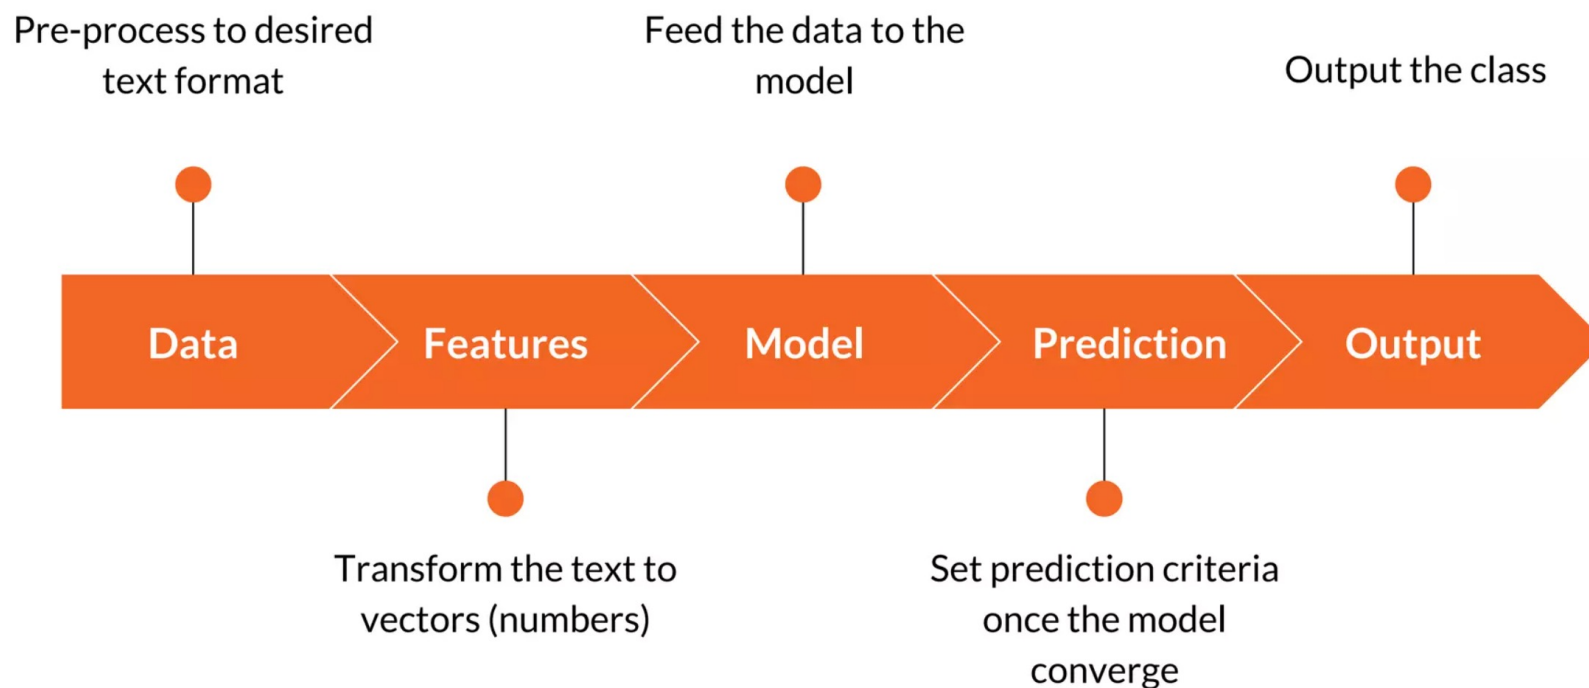 Pre-process to desired
text format
Feed the data to the
model
Output the class
Data
Features
Model
Prediction
Output
Transform the text to
vectors (numbers)
Set prediction criteria
once the model
converge